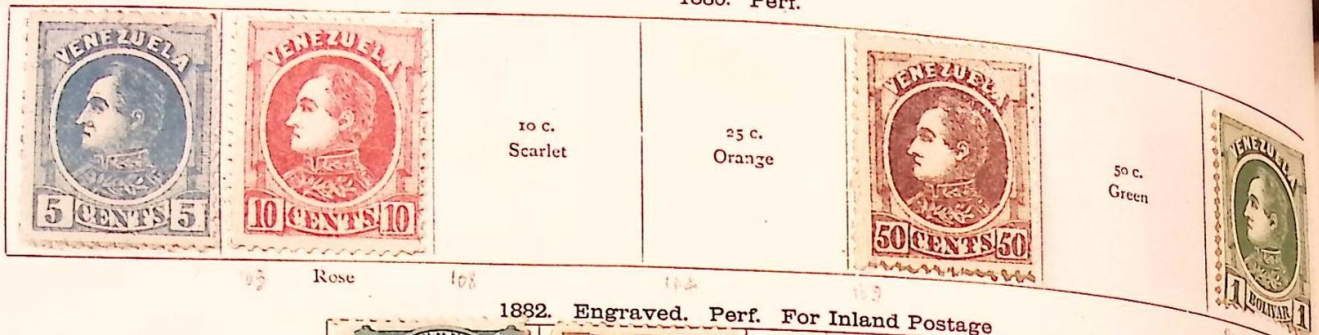 1880. Perf.
VENEZUELA
5 CENTS 5
VENEZUELA
10 CENTS 10
10 c.
Scarlet
25 c.
Orange
VENEZUELA
50 CENTS 50
50 c.
Green
VENEZUELA
1 BOLIVAR 1
Rose
1882. Engraved. Perf. For Inland Postage